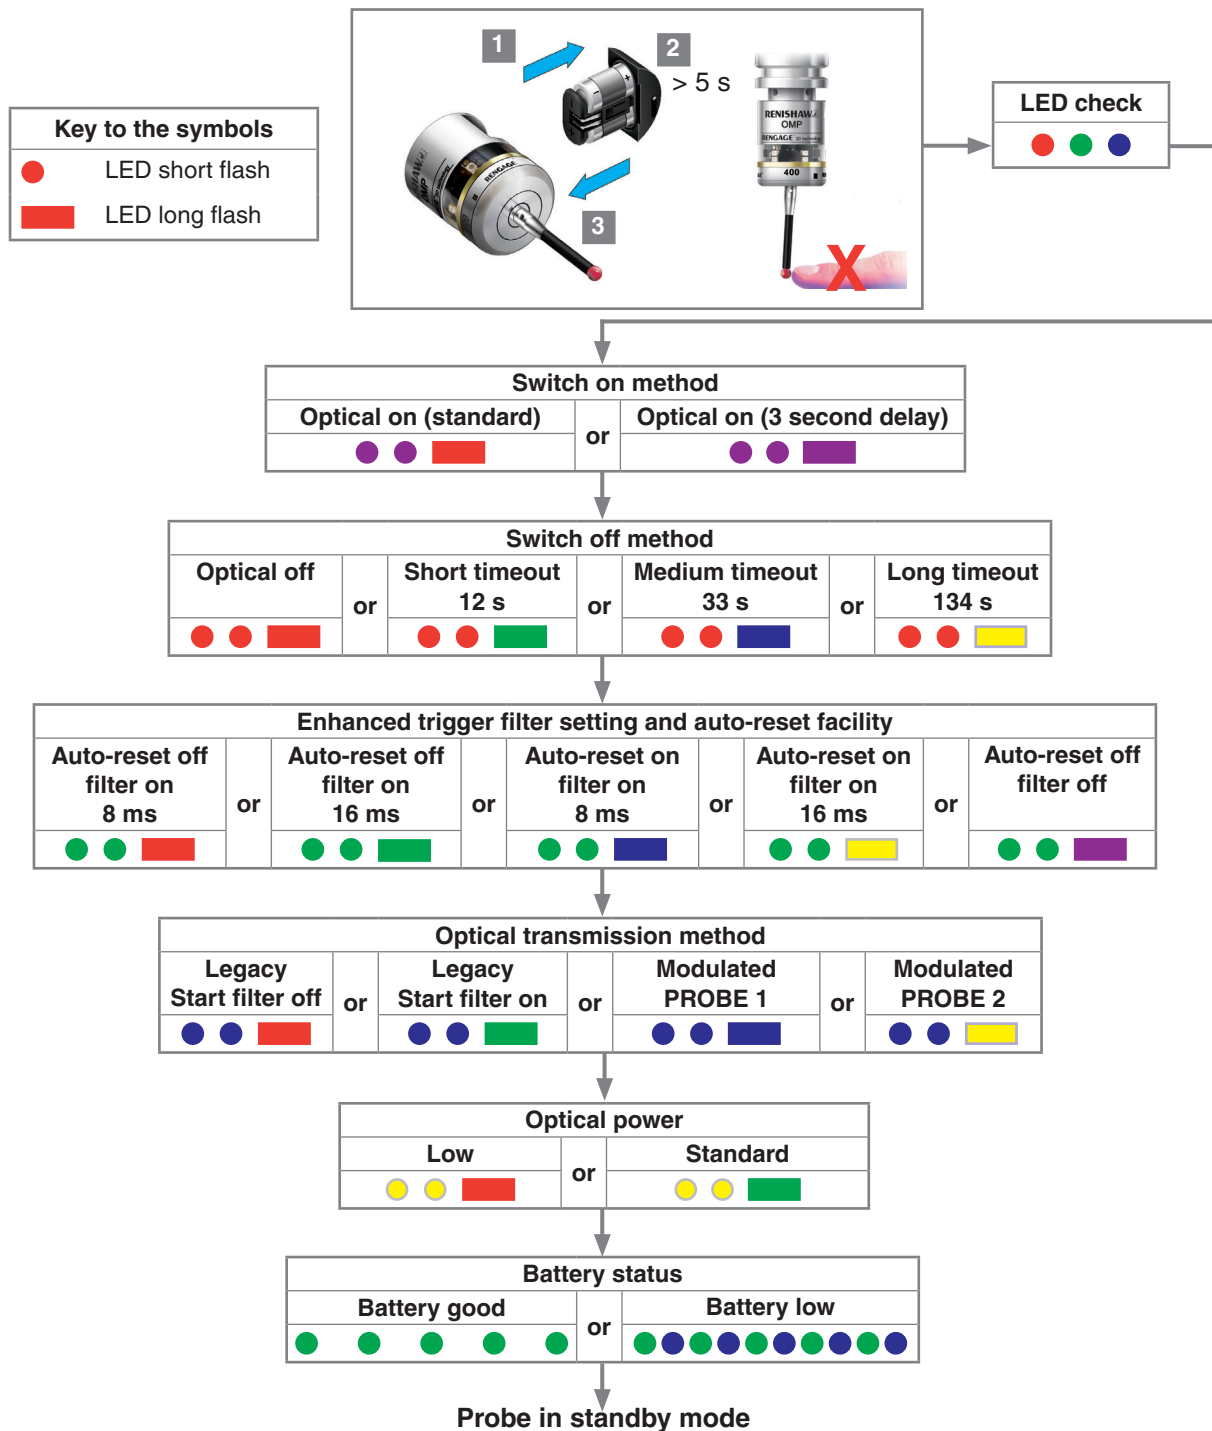 Key to the symbols
LED short flash
LED long flash
1
2
> 5 s
3
RENGAGE
OMP
RENISHAW
OMP
RENGAGE
400
X
LED check
Switch on method
Optical on (standard)
or
Optical on (3 second delay)
Switch off method
Optical off
or
Short timeout
12 s
or
Medium timeout
33 s
or
Long timeout
134 s
Enhanced trigger filter setting and auto-reset facility
Auto-reset off
filter on
8 ms
or
Auto-reset off
filter on
16 ms
or
Auto-reset on
filter on
8 ms
or
Auto-reset on
filter on
16 ms
or
Auto-reset off
filter off
Optical transmission method
Legacy
Start filter off
or
Legacy
Start filter on
or
Modulated
PROBE 1
or
Modulated
PROBE 2
Optical power
Low
or
Standard
Battery status
Battery good
or
Battery low
Probe in standby mode